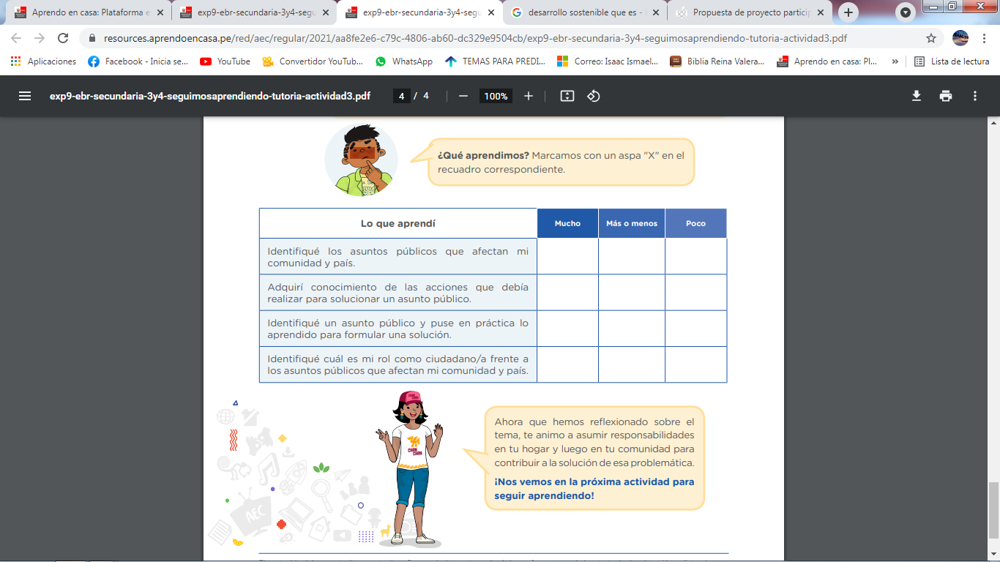 Aprendo en casa: Plataforma e
exp9-ebr-secundaria-3y4-segu
exp9-ebr-secundaria-3y4-segu
desarrollo sostenible que es -
Propuesta de proyecto particip
resources.aprendoencasa.pe/red/aec/regular/2021/aa8fe2e6-c79c-4806-ab60-dc329e9504cb/exp9-ebr-secundaria-3y4-seguimosaprendiendo-tutoria-actividad3.pdf
Aplicaciones
Facebook - Inicia se...
YouTube
Convertidor YouTub...
WhatsApp
TEMAS PARA PREDI...
Correo: Isaac Ismael...
Biblia Reina Valera...
Aprendo en casa: Pl...
»
Lista de lectura
exp9-ebr-secundaria-3y4-seguimosaprendiendo-tutoria-actividad3.pdf
4 / 4
100%
¿Qué aprendimos? Marcamos con un aspa "X" en el
recuadro correspondiente.
Lo que aprendí
Mucho
Más o menos
Poco
Identifiqué los asuntos públicos que afectan mi
comunidad y país.
Adquirí conocimiento de las acciones que debía
realizar para solucionar un asunto público.
Identifiqué un asunto público y puse en práctica lo
aprendido para formular una solución.
Identifiqué cuál es mi rol como ciudadano/a frente a
los asuntos públicos que afectan mi comunidad y país.
CHAN
CHAN
CHAN
CHAN
AEC
Ahora que hemos reflexionado sobre el
tema, te animo a asumir responsabilidades
en tu hogar y luego en tu comunidad para
contribuir a la solución de esa problemática.
¡Nos vemos en la próxima actividad para
seguir aprendiendo!